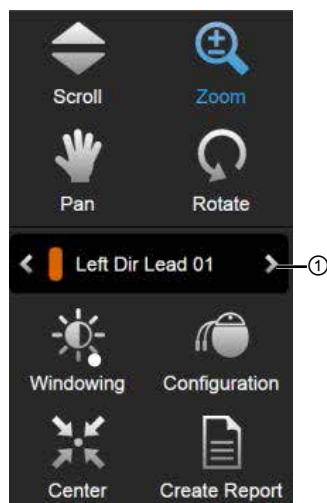 Scroll Zoom
Pan Rotate
Left Dir Lead 01 ①
Windowing Configuration
Center Create Report